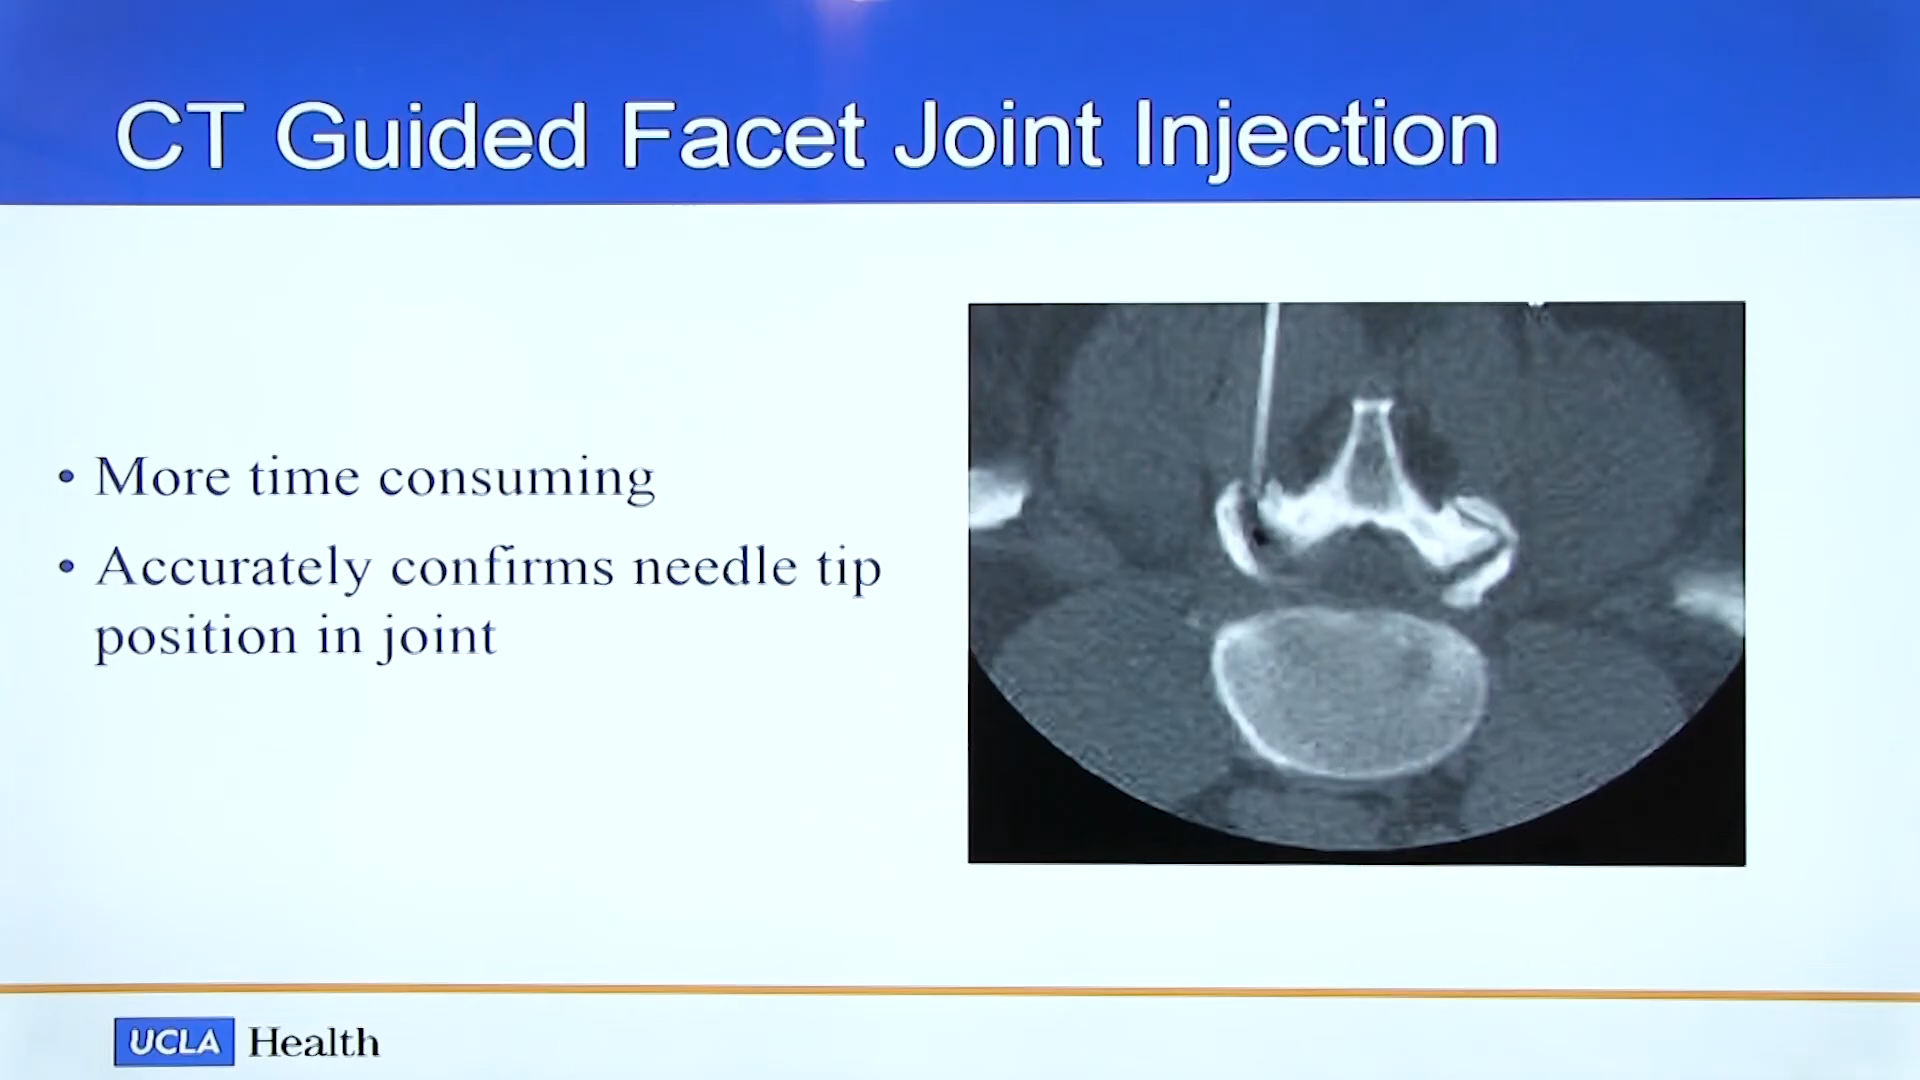 CT Guided Facet Joint Injection
• More time consuming
• Accurately confirms needle tip
position in joint
UCLA Health